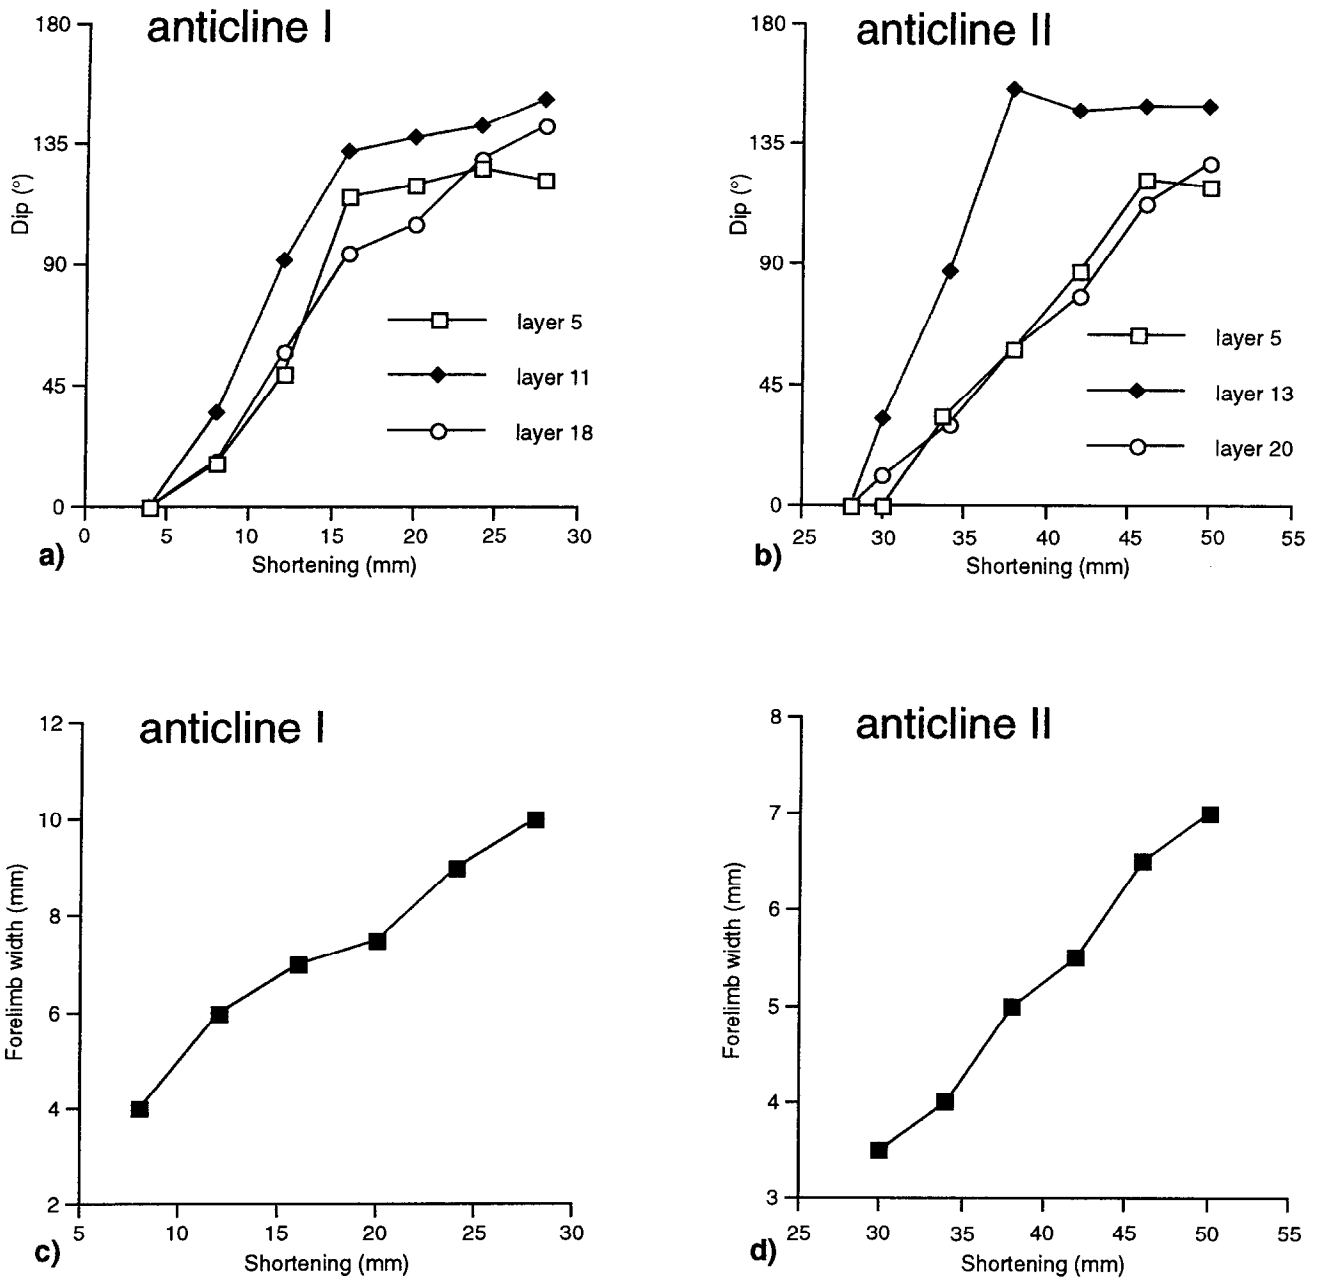 anticline I
180
135
90
45
0
Dip (°)
layer 5
layer 11
layer 18
0 5 10 15 20 25 30
Shortening (mm)
a)
anticline II
180
135
90
45
0
Dip (°)
layer 5
layer 13
layer 20
25 30 35 40 45 50 55
Shortening (mm)
b)
anticline I
12
10
8
6
4
2
Forelimb width (mm)
5 10 15 20 25 30
Shortening (mm)
c)
anticline II
8
7
6
5
4
3
Forelimb width (mm)
25 30 35 40 45 50 55
Shortening (mm)
d)